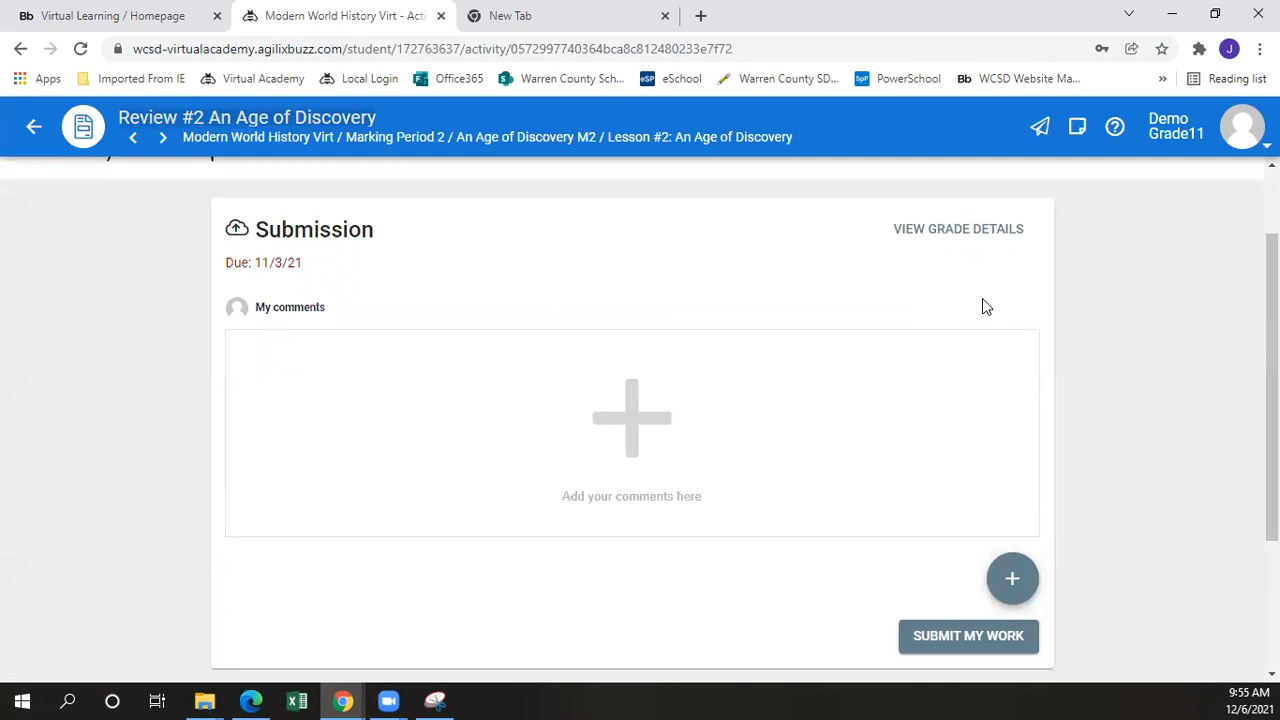 Bb Virtual Learning / Homepage
Modern World History Virt - Acti
New Tab
wcsd-virtualacademy.agilixbuzz.com/student/172763637/activity/0572997740364bca8c812480233e7f72
J
Apps
Imported From IE
Virtual Academy
Local Login
Office365
Warren County Sch...
eSP eSchool
Warren County SD...
SpP PowerSchool
Bb WCSD Website Ma...
»
Reading list
Review #2 An Age of Discovery
Modern World History Virt / Marking Period 2 / An Age of Discovery M2 / Lesson #2: An Age of Discovery
Demo
Grade11
Submission
VIEW GRADE DETAILS
Due: 11/3/21
My comments
Add your comments here
SUBMIT MY WORK
9:55 AM
12/6/2021